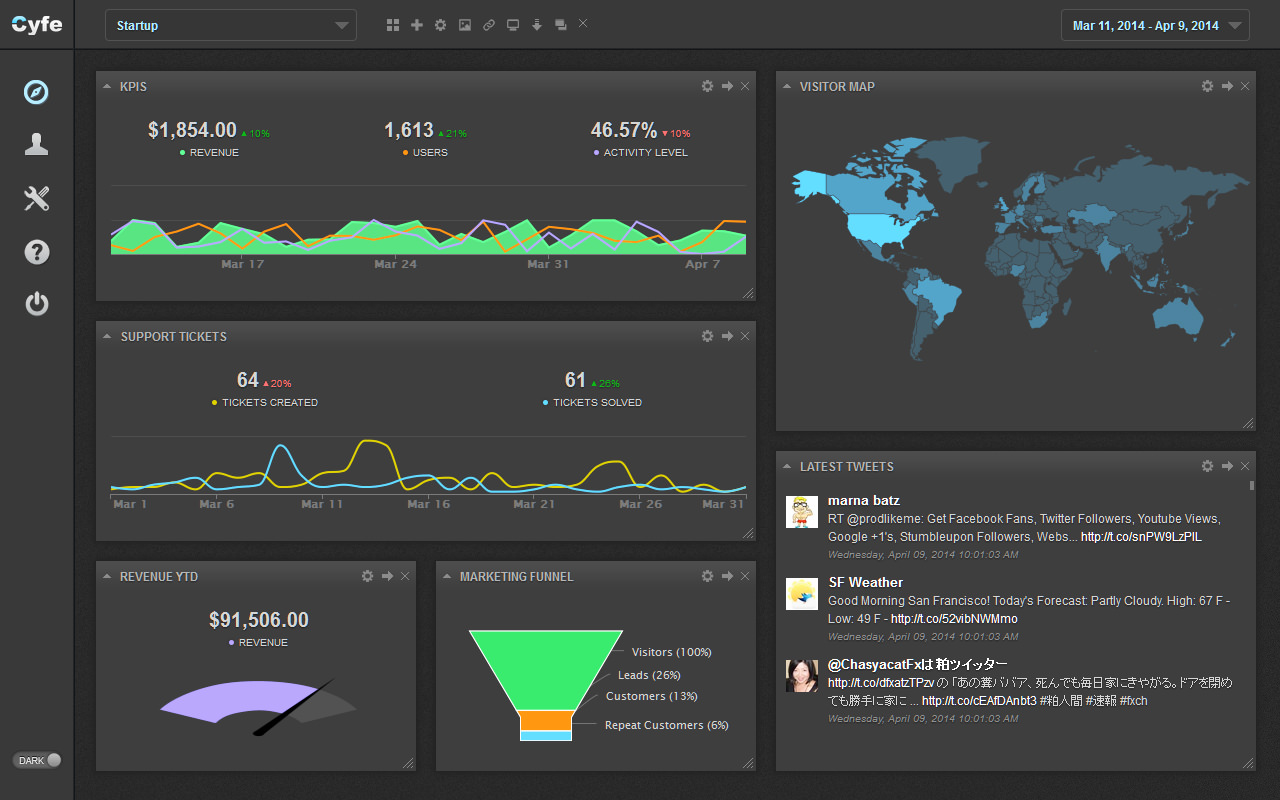 Cyfe
Startup
Mar 11, 2014 - Apr 9, 2014
KPIS
$1,854.00 ▲10%
REVENUE
1,613 ▲21%
USERS
46.57% ▼10%
ACTIVITY LEVEL
Mar 17 Mar 24 Mar 31 Apr 7
VISITOR MAP
SUPPORT TICKETS
64 ▲20%
TICKETS CREATED
61 ▲26%
TICKETS SOLVED
Mar 1 Mar 6 Mar 11 Mar 16 Mar 21 Mar 26 Mar 31
LATEST TWEETS
marna batz
RT @prodlikeme: Get Facebook Fans, Twitter Followers, Youtube Views,
Google +1's, Stumbleupon Followers, Webs... http://t.co/snPW9LzPIL
Wednesday, April 09, 2014 10:01:03 AM
SF Weather
Good Morning San Francisco! Today's Forecast: Partly Cloudy. High: 67 F -
Low: 49 F - http://t.co/52vibNWMmo
Wednesday, April 09, 2014 10:01:03 AM
@ChasyacatFxは粕ツイッター
http://t.co/dfxatzTPzv の「あの糞ババア、死んでも毎日家にきやがる。ドアを閉め
ても勝手に家に ... http://t.co/cEAfDAnbt3 #粕人間 #速報 #fxch
Wednesday, April 09, 2014 10:01:03 AM
REVENUE YTD
$91,506.00
REVENUE
MARKETING FUNNEL
Visitors (100%)
Leads (26%)
Customers (13%)
Repeat Customers (6%)
DARK